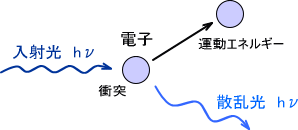 電子
運動エネルギー
入射光 hν
衝突
散乱光 hν